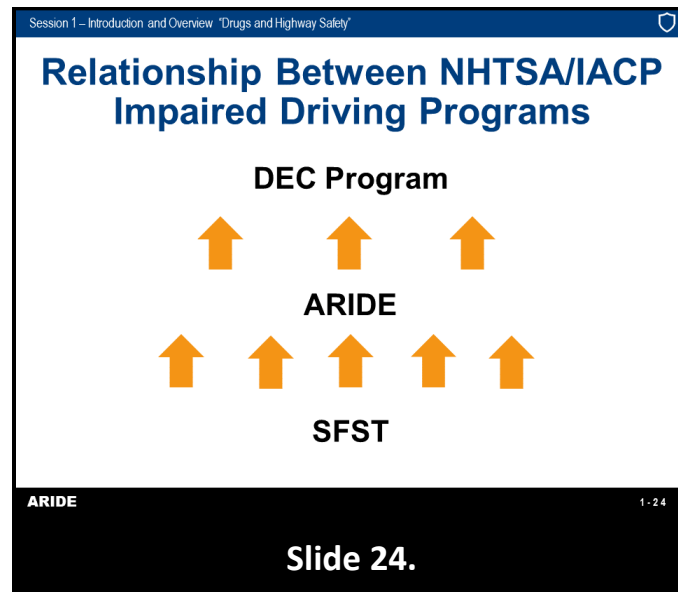 Session 1 – Introduction and Overview "Drugs and Highway Safety"
Relationship Between NHTSA/IACP
Impaired Driving Programs
DEC Program
ARIDE
SFST
ARIDE
1-24
Slide 24.